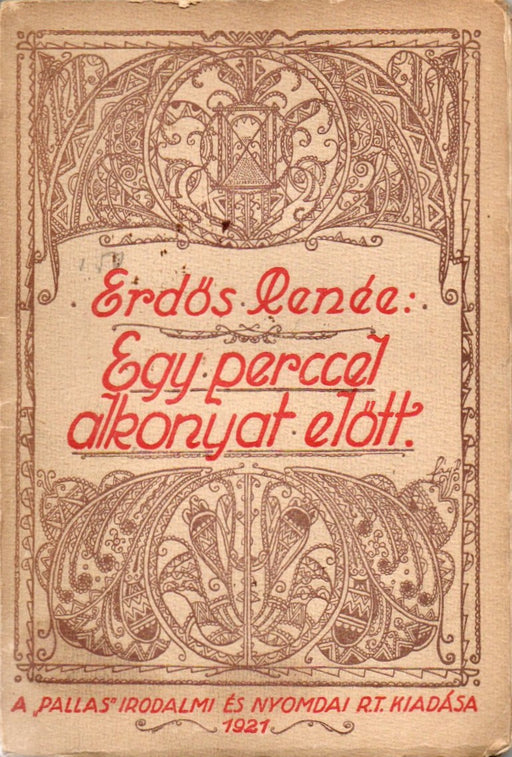 Erdős · Renée:
Egy · perccel
alkonyat · előtt.
A „PALLAS” IRODALMI ÉS NYOMDAI R.T. KIADÁSA
1921